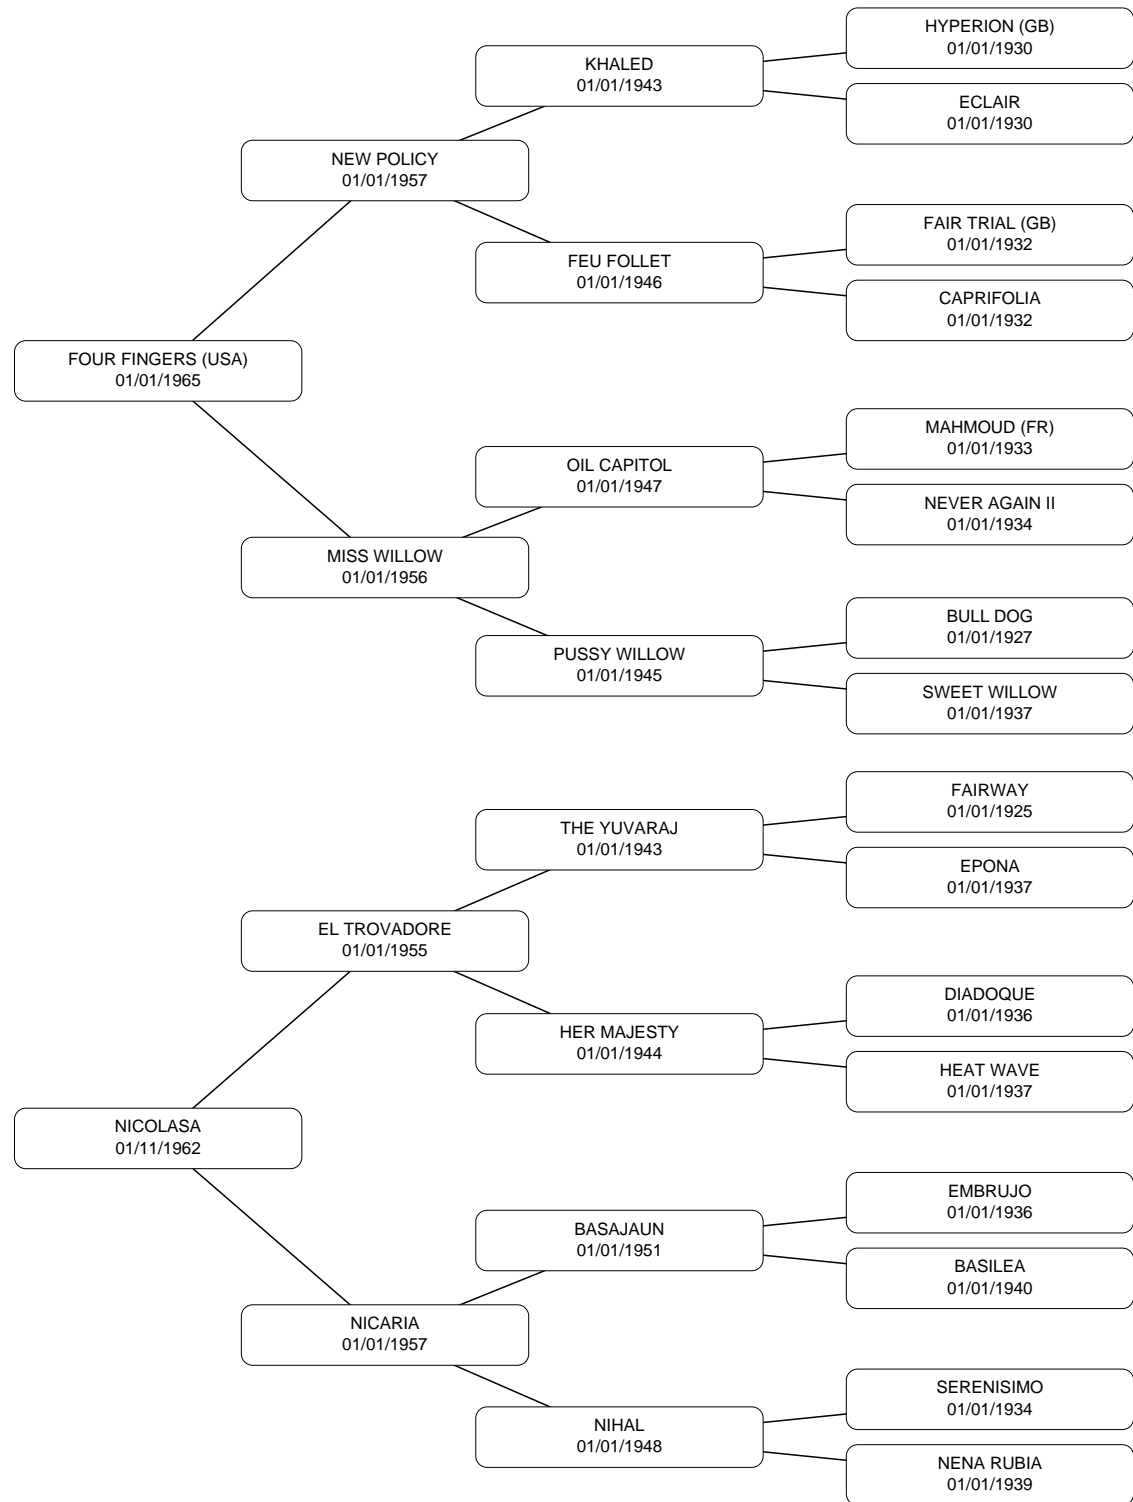 HYPERION (GB)
01/01/1930
KHALED
01/01/1943
ECLAIR
01/01/1930
NEW POLICY
01/01/1957
FAIR TRIAL (GB)
01/01/1932
FEU FOLLET
01/01/1946
CAPRIFOLIA
01/01/1932
FOUR FINGERS (USA)
01/01/1965
MAHMOUD (FR)
01/01/1933
OIL CAPITOL
01/01/1947
NEVER AGAIN II
01/01/1934
MISS WILLOW
01/01/1956
BULL DOG
01/01/1927
PUSSY WILLOW
01/01/1945
SWEET WILLOW
01/01/1937
FAIRWAY
01/01/1925
THE YUVARAJ
01/01/1943
EPONA
01/01/1937
EL TROVADORE
01/01/1955
DIADOQUE
01/01/1936
HER MAJESTY
01/01/1944
HEAT WAVE
01/01/1937
NICOLASA
01/11/1962
EMBRUJO
01/01/1936
BASAJAUN
01/01/1951
BASILEA
01/01/1940
NICARIA
01/01/1957
SERENISIMO
01/01/1934
NIHAL
01/01/1948
NENA RUBIA
01/01/1939